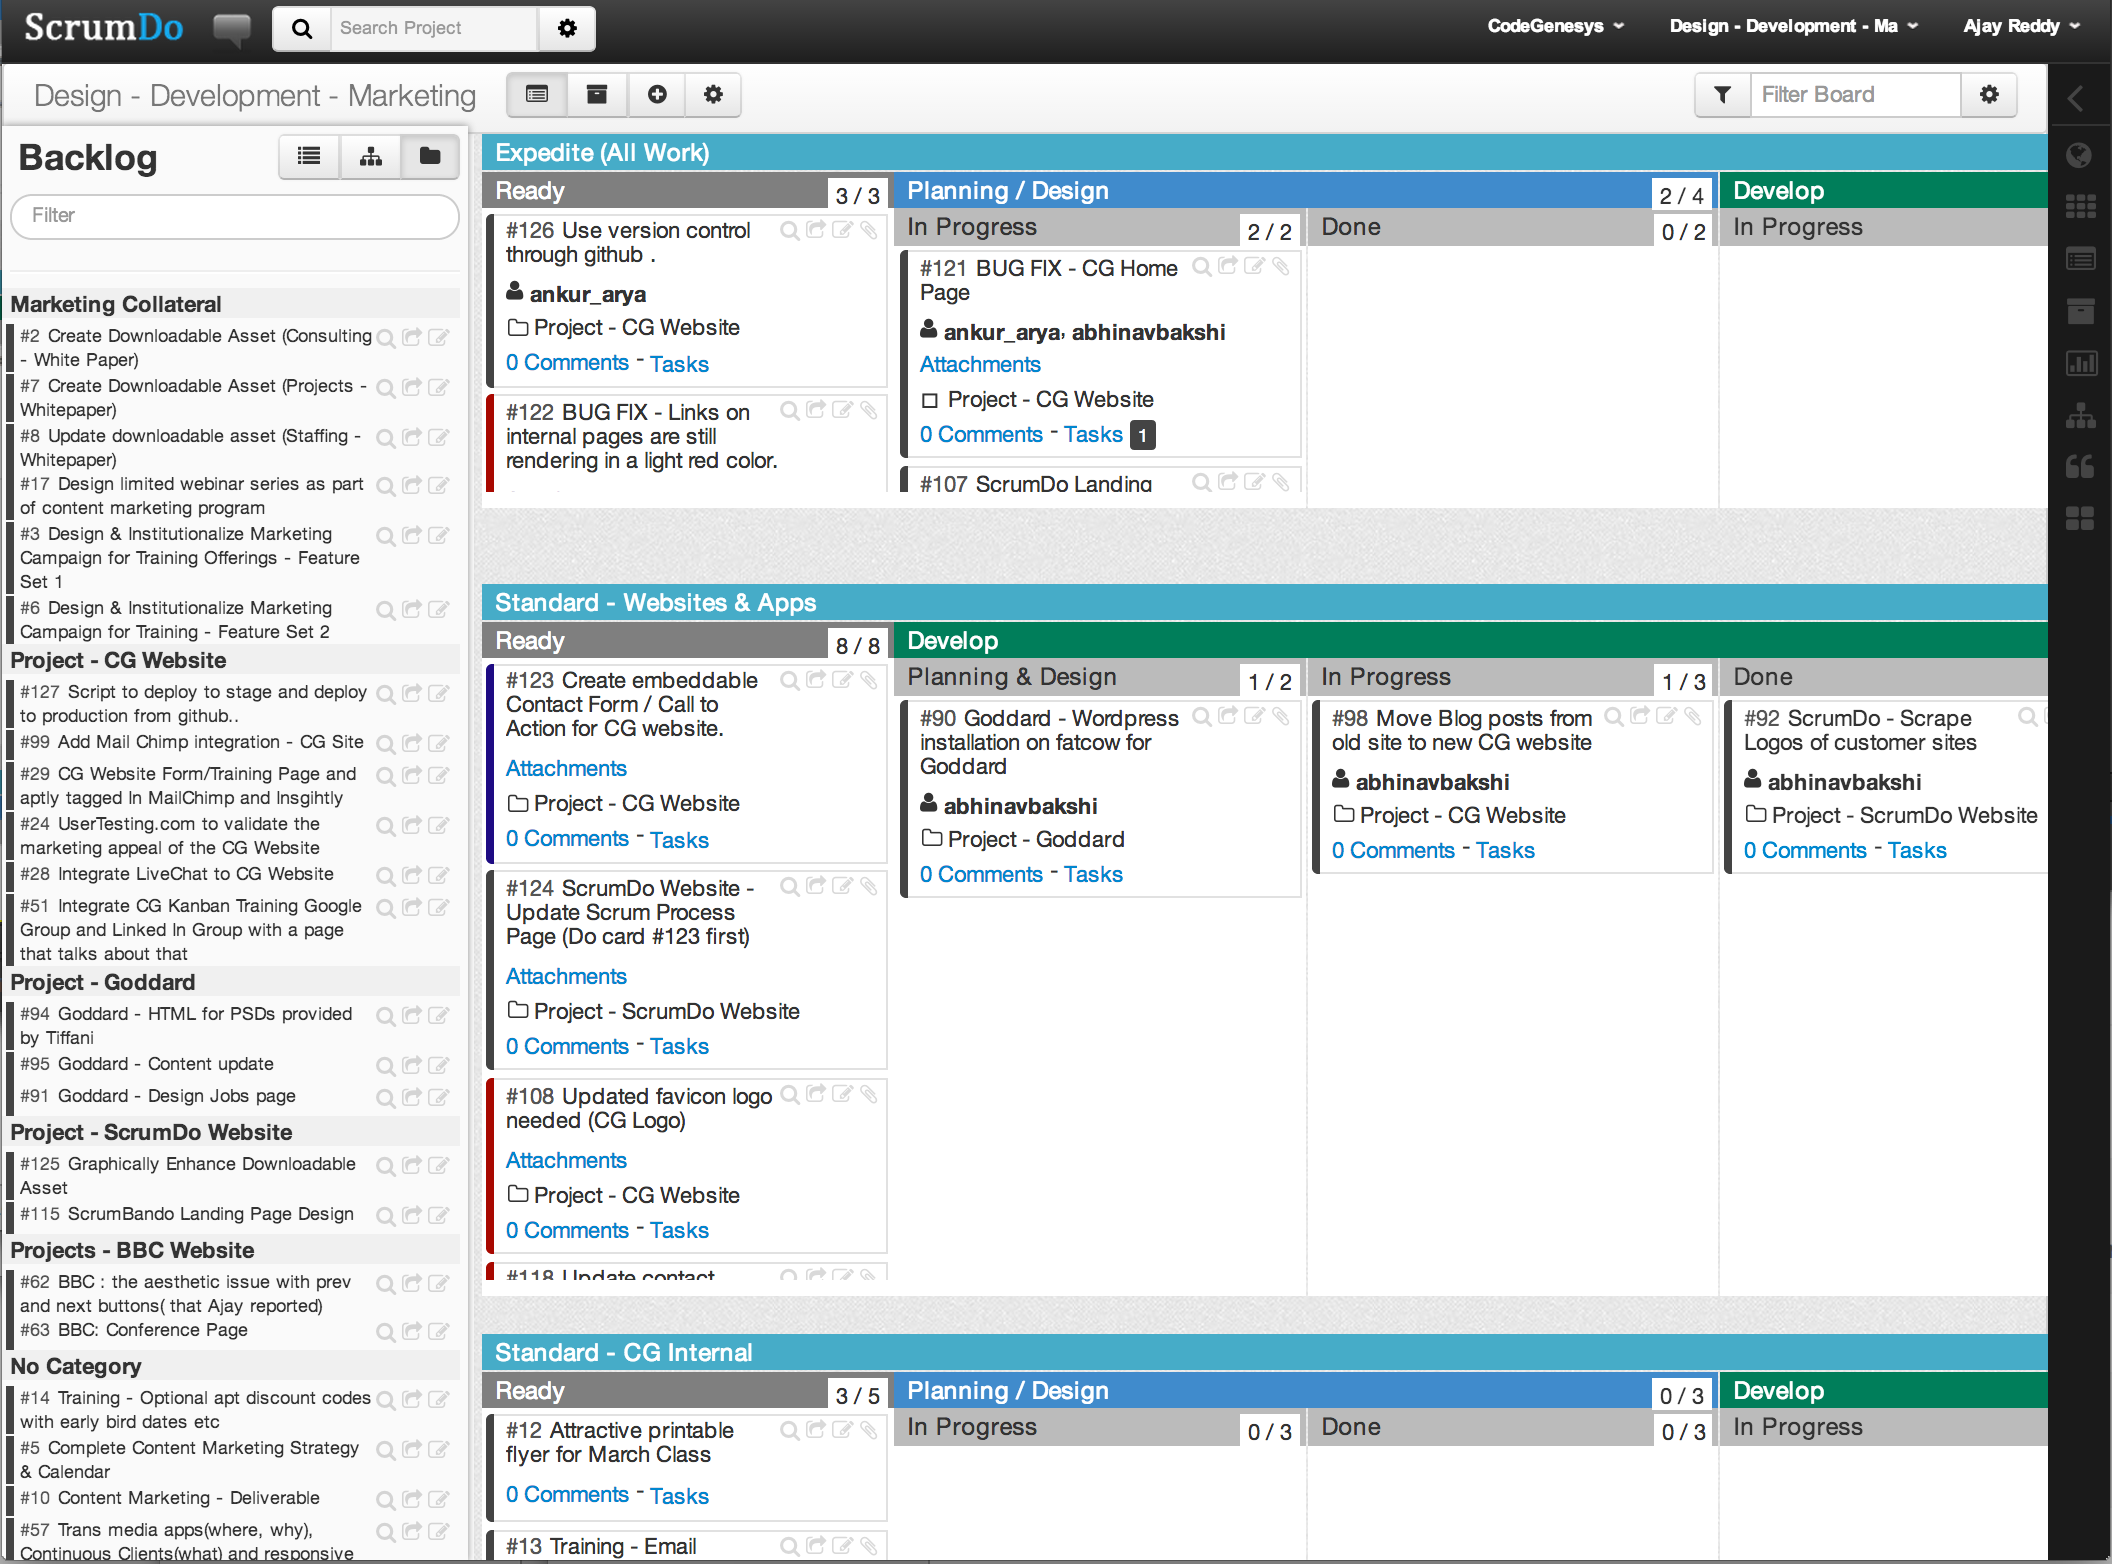 ScrumDo
Search Project
CodeGenesys
Design - Development - Ma
Ajay Reddy
Design - Development - Marketing
Filter Board
Backlog
Filter
Marketing Collateral
#2 Create Downloadable Asset (Consulting
- White Paper)
#7 Create Downloadable Asset (Projects -
Whitepaper)
#8 Update downloadable asset (Staffing -
Whitepaper)
#17 Design limited webinar series as part
of content marketing program
#3 Design & Institutionalize Marketing
Campaign for Training Offerings - Feature
Set 1
#6 Design & Institutionalize Marketing
Campaign for Training - Feature Set 2
Project - CG Website
#127 Script to deploy to stage and deploy
to production from github..
#99 Add Mail Chimp integration - CG Site
#29 CG Website Form/Training Page and
aptly tagged In MailChimp and Insgihtly
#24 UserTesting.com to validate the
marketing appeal of the CG Website
#28 Integrate LiveChat to CG Website
#51 Integrate CG Kanban Training Google
Group and Linked In Group with a page
that talks about that
Project - Goddard
#94 Goddard - HTML for PSDs provided
by Tiffani
#95 Goddard - Content update
#91 Goddard - Design Jobs page
Project - ScrumDo Website
#125 Graphically Enhance Downloadable
Asset
#115 ScrumBando Landing Page Design
Projects - BBC Website
#62 BBC : the aesthetic issue with prev
and next buttons( that Ajay reported)
#63 BBC: Conference Page
No Category
#14 Training - Optional apt discount codes
with early bird dates etc
#5 Complete Content Marketing Strategy
& Calendar
#10 Content Marketing - Deliverable
#57 Trans media apps(where, why),
Continuous Clients(what) and responsive
Expedite (All Work)
Ready
3 / 3
#126 Use version control
through github .
ankur_arya
Project - CG Website
0 Comments - Tasks
#122 BUG FIX - Links on
internal pages are still
rendering in a light red color.
Planning / Design
2 / 4
In Progress
2 / 2
#121 BUG FIX - CG Home
Page
ankur_arya, abhinavbakshi
Attachments
Project - CG Website
0 Comments - Tasks 1
#107 ScrumDo Landing
Done
0 / 2
Develop
In Progress
Standard - Websites & Apps
Ready
8 / 8
#123 Create embeddable
Contact Form / Call to
Action for CG website.
Attachments
Project - CG Website
0 Comments - Tasks
#124 ScrumDo Website -
Update Scrum Process
Page (Do card #123 first)
Attachments
Project - ScrumDo Website
0 Comments - Tasks
#108 Updated favicon logo
needed (CG Logo)
Attachments
Project - CG Website
0 Comments - Tasks
#118 Update contact
Develop
Planning & Design
1 / 2
#90 Goddard - Wordpress
installation on fatcow for
Goddard
abhinavbakshi
Project - Goddard
0 Comments - Tasks
In Progress
1 / 3
#98 Move Blog posts from
old site to new CG website
abhinavbakshi
Project - CG Website
0 Comments - Tasks
Done
#92 ScrumDo - Scrape
Logos of customer sites
abhinavbakshi
Project - ScrumDo Website
0 Comments - Tasks
Standard - CG Internal
Ready
3 / 5
#12 Attractive printable
flyer for March Class
0 Comments - Tasks
#13 Training - Email
Planning / Design
0 / 3
In Progress
0 / 3
Done
0 / 3
Develop
In Progress